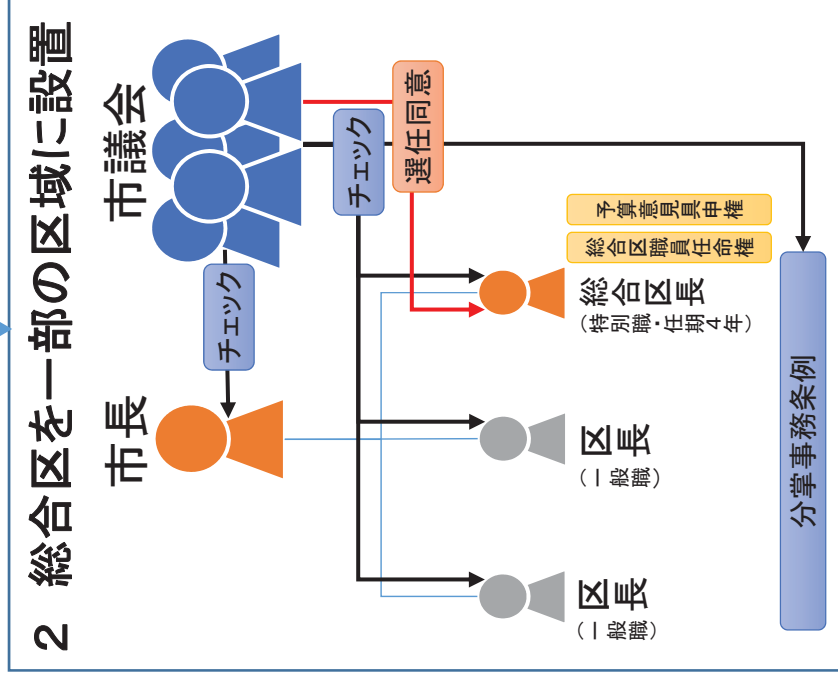 ２ 総合区を一部の区域に設置
市議会
市長
チェック
チェック
選任同意
予算意見具申権
総合区職員任命権
総合区長
（特別職・任期４年）
区長
（一般職）
区長
（一般職）
分掌事務条例